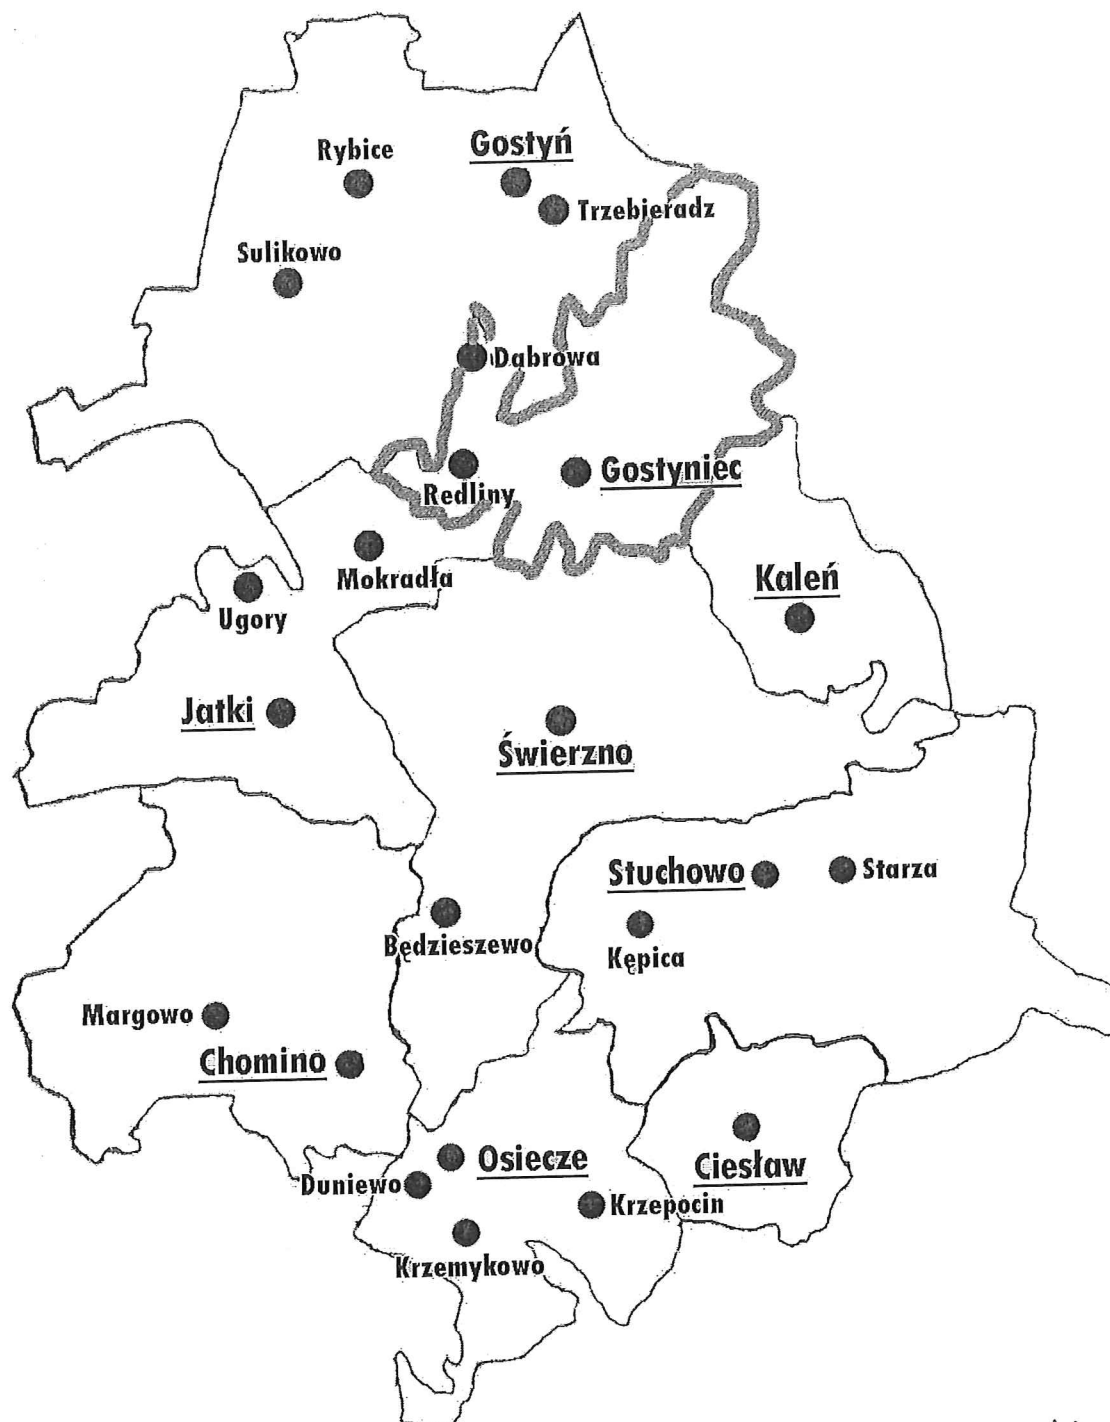 Gostyń
Rybice
Trzebieradz
Sulikowo
Dąbrowa
Gostyniec
Redliny
Mokradła
Kaleń
Ugory
Jatki
Świerzno
Stuchowo
Starza
Będzieszewo
Kępica
Margowo
Chomino
Osiecze
Ciesław
Duniewo
Krzepocin
Krzemykowo